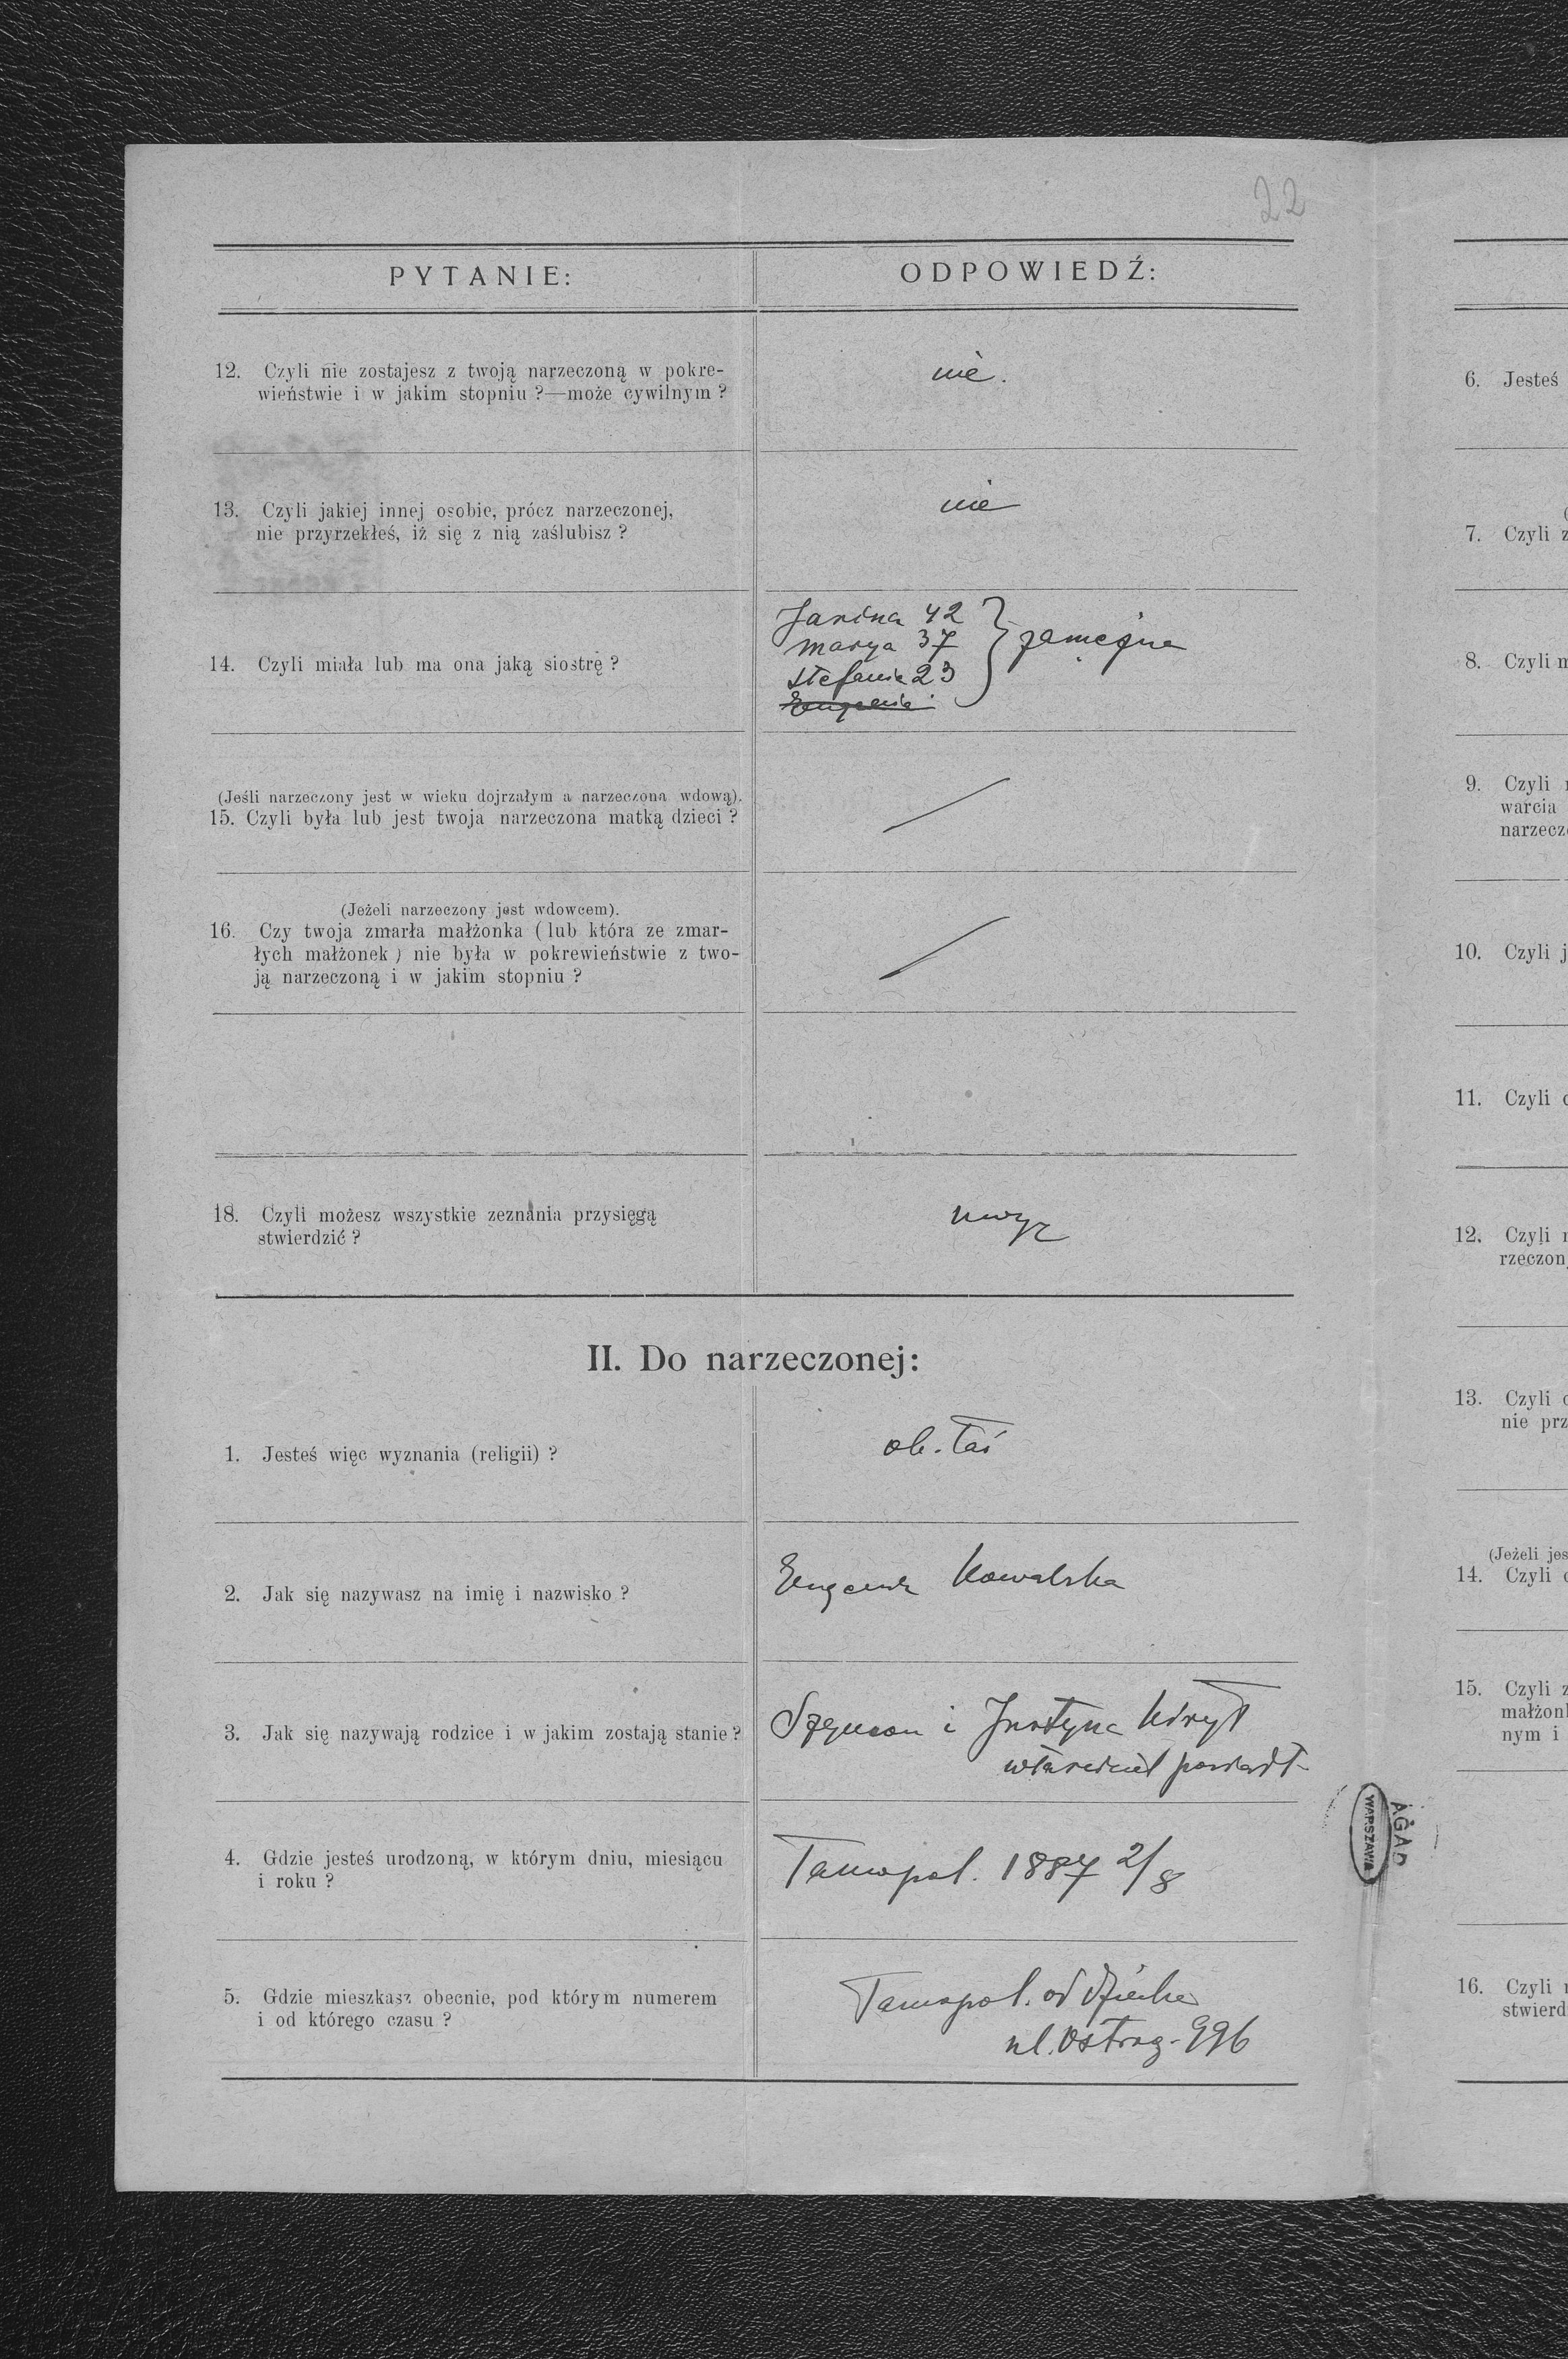 22
PYTANIE:
ODPOWIEDŹ:
12. Czyli nie zostajesz z twoją narzeczoną w pokre-
wieństwie i w jakim stopniu ?—może cywilnym ?
nie.
13. Czyli jakiej innej osobie, prócz narzeczonej,
nie przyrzekłeś, iż się z nią zaślubisz ?
nie
14. Czyli miała lub ma ona jaką siostrę ?
Janina 42
Marya 37
Stefania 23
Eugenia
} zamężne
(Jeśli narzeczony jest w wieku dojrzałym a narzeczona wdową).
15. Czyli była lub jest twoja narzeczona matką dzieci ?
(Jeżeli narzeczony jest wdowcem).
16. Czy twoja zmarła małżonka (lub która ze zmar-
łych małżonek) nie była w pokrewieństwie z two-
ją narzeczoną i w jakim stopniu ?
18. Czyli możesz wszystkie zeznania przysięgą
stwierdzić ?
mogę
II. Do narzeczonej:
1. Jesteś więc wyznania (religii) ?
ob. łać
2. Jak się nazywasz na imię i nazwisko ?
Eugenia Kowalska
3. Jak się nazywają rodzice i w jakim zostają stanie ?
Szymon i Justyna
właściciel posiadł-
4. Gdzie jesteś urodzoną, w którym dniu, miesiącu
i roku ?
Tarnopol. 1887 2/8
5. Gdzie mieszkasz obecnie, pod którym numerem
i od którego czasu ?
Tarnopol. od dziecka
ul. Ostrog. 996
6. Jesteś
7. Czyli z
8. Czyli
9. Czyli
warcia
10. Czyli j
11. Czyli
12. Czyli
rzeczon
13. Czyli
nie prz
(Jeżeli jes
14. Czyli
15. Czyli z
małżon
nym i
16. Czyli
stwierd
AGAD
WARSZAWA